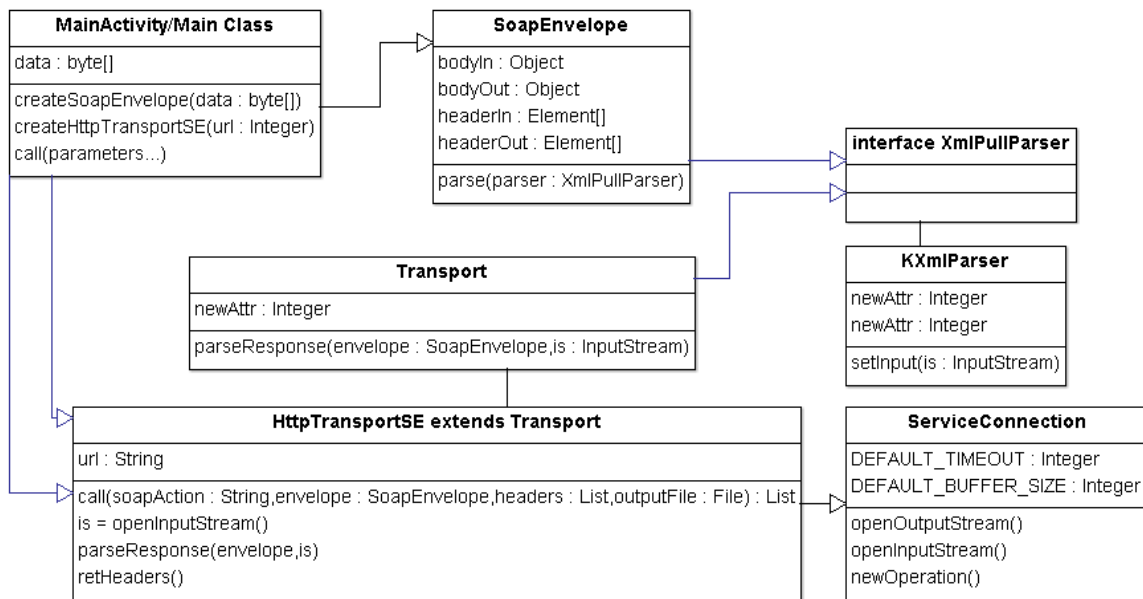 MainActivity/Main Class
data : byte[]
createSoapEnvelope(data : byte[])
createHttpTransportSE(url : Integer)
call(parameters...)
SoapEnvelope
bodyIn : Object
bodyOut : Object
headerIn : Element[]
headerOut : Element[]
parse(parser : XmlPullParser)
interface XmlPullParser
KXmlParser
newAttr : Integer
newAttr : Integer
setInput(is : InputStream)
Transport
newAttr : Integer
parseResponse(envelope : SoapEnvelope,is : InputStream)
HttpTransportSE extends Transport
url : String
call(soapAction : String,envelope : SoapEnvelope,headers : List,outputFile : File) : List
is = openInputStream()
parseResponse(envelope,is)
retHeaders()
ServiceConnection
DEFAULT_TIMEOUT : Integer
DEFAULT_BUFFER_SIZE : Integer
openOutputStream()
openInputStream()
newOperation()